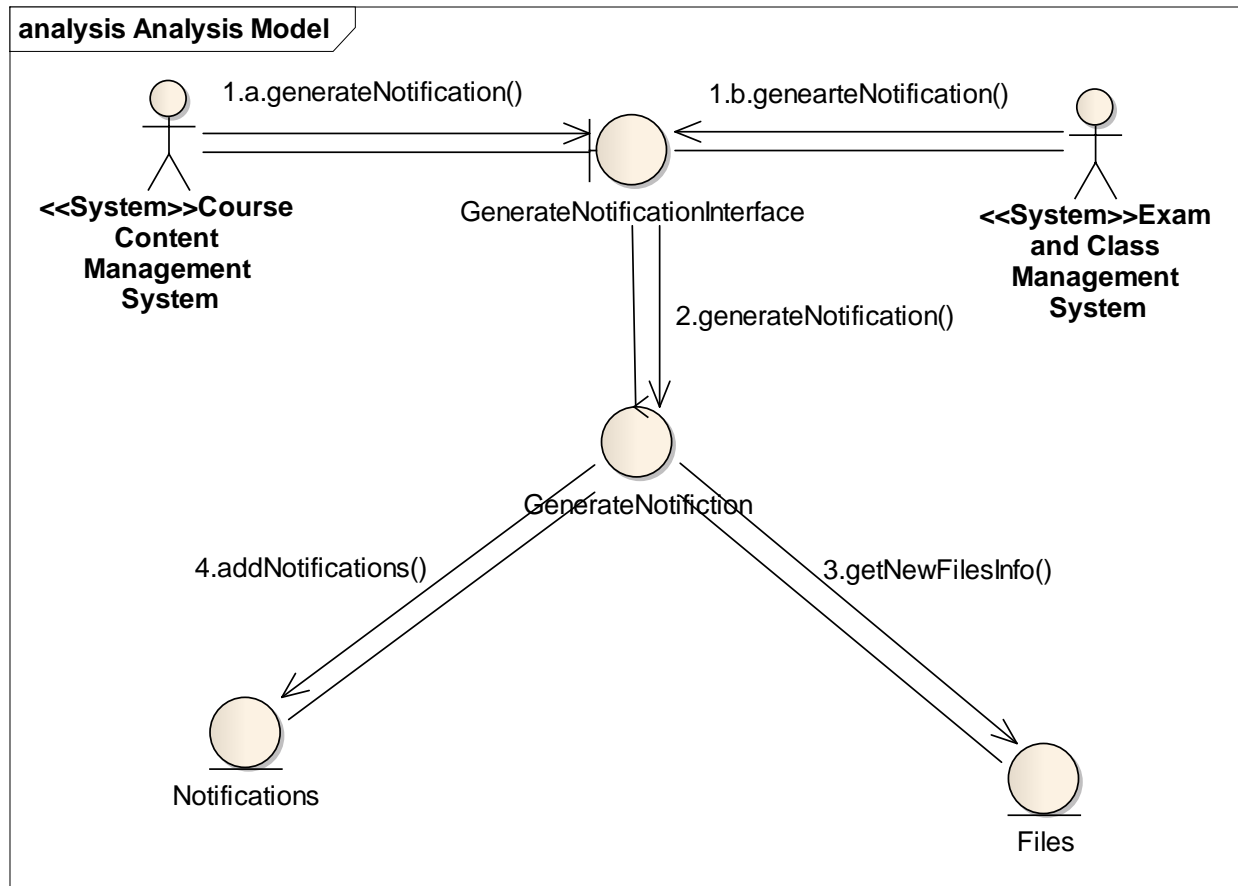 analysis Analysis Model
1.a.generateNotification()
1.b.genearteNotification()
<<System>>Course
Content
Management
System
GenerateNotificationInterface
<<System>>Exam
and Class
Management
System
2.generateNotification()
GenerateNotifiction
4.addNotifications()
3.getNewFilesInfo()
Notifications
Files